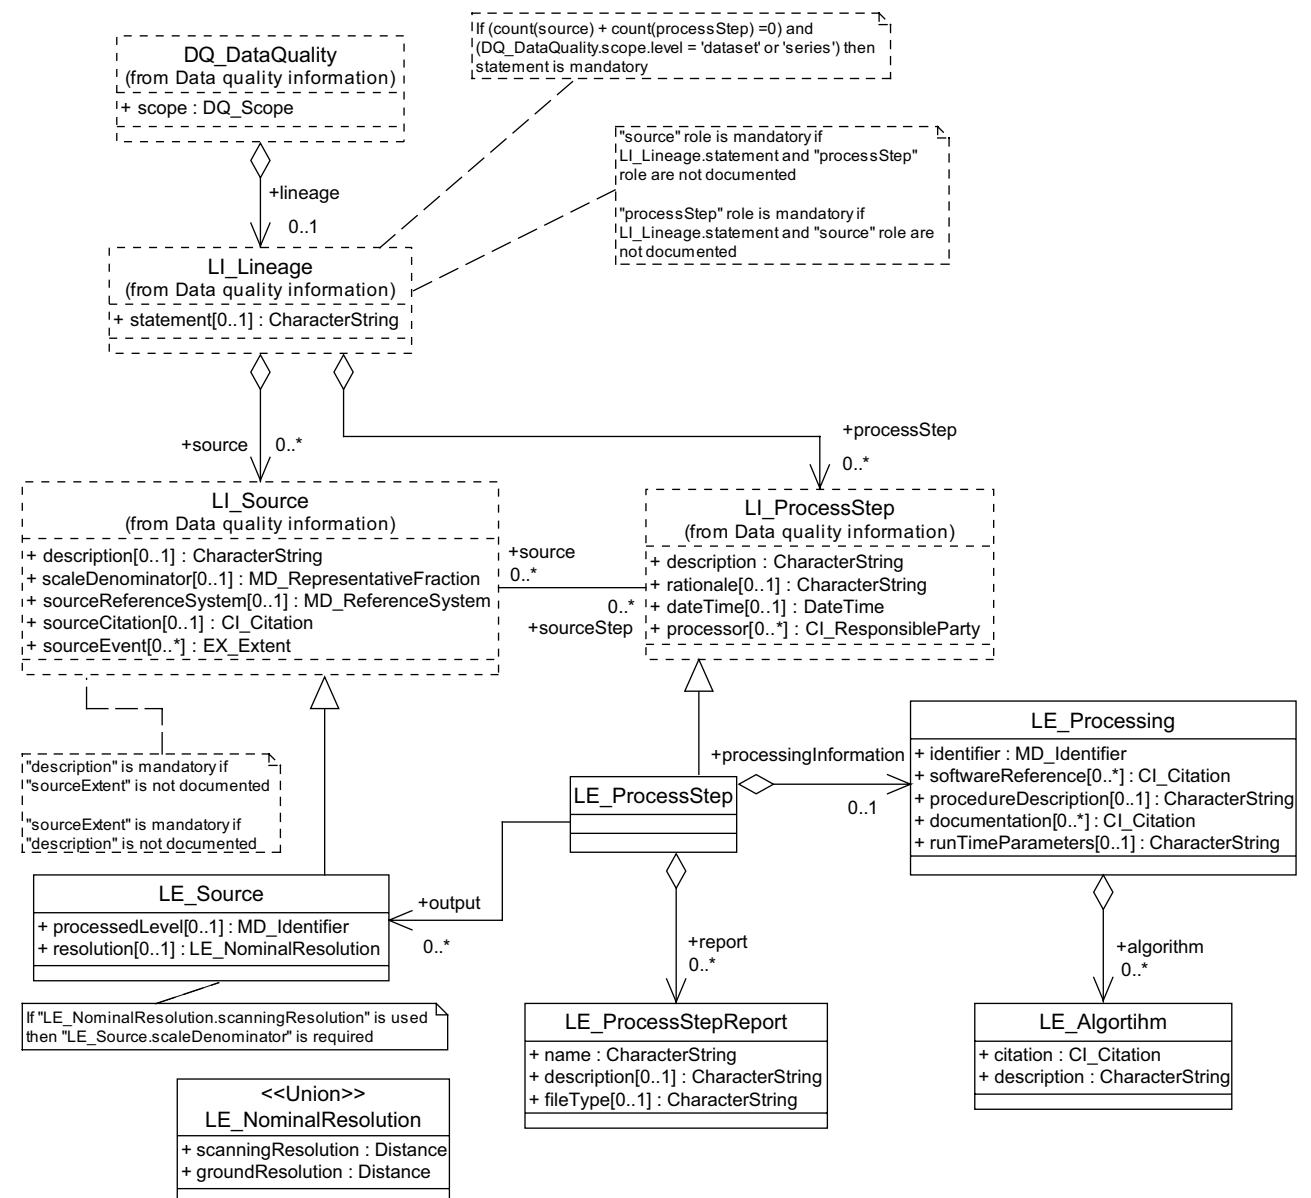 DQ_DataQuality
(from Data quality information)
+ scope : DQ_Scope
If (count(source) + count(processStep) =0) and
(DQ_DataQuality.scope.level = 'dataset' or 'series') then
statement is mandatory
"source" role is mandatory if
LI_Lineage.statement and "processStep"
role are not documented
"processStep" role is mandatory if
LI_Lineage.statement and "source" role are
not documented
+lineage
0..1
LI_Lineage
(from Data quality information)
+ statement[0..1] : CharacterString
+source
0..*
+processStep
0..*
LI_Source
(from Data quality information)
+ description[0..1] : CharacterString
+ scaleDenominator[0..1] : MD_RepresentativeFraction
+ sourceReferenceSystem[0..1] : MD_ReferenceSystem
+ sourceCitation[0..1] : CI_Citation
+ sourceEvent[0..*] : EX_Extent
+source
0..*
0..*
+sourceStep
LI_ProcessStep
(from Data quality information)
+ description : CharacterString
+ rationale[0..1] : CharacterString
+ dateTime[0..1] : DateTime
+ processor[0..*] : CI_ResponsibleParty
"description" is mandatory if
"sourceExtent" is not documented
"sourceExtent" is mandatory if
"description" is not documented
LE_ProcessStep
+processingInformation
0..1
LE_Processing
+ identifier : MD_Identifier
+ softwareReference[0..*] : CI_Citation
+ procedureDescription[0..1] : CharacterString
+ documentation[0..*] : CI_Citation
+ runTimeParameters[0..1] : CharacterString
LE_Source
+ processedLevel[0..1] : MD_Identifier
+ resolution[0..1] : LE_NominalResolution
+output
0..*
+report
0..*
+algorithm
0..*
If "LE_NominalResolution.scanningResolution" is used
then "LE_Source.scaleDenominator" is required
LE_ProcessStepReport
+ name : CharacterString
+ description[0..1] : CharacterString
+ fileType[0..1] : CharacterString
LE_Algortihm
+ citation : CI_Citation
+ description : CharacterString
<<Union>>
LE_NominalResolution
+ scanningResolution : Distance
+ groundResolution : Distance